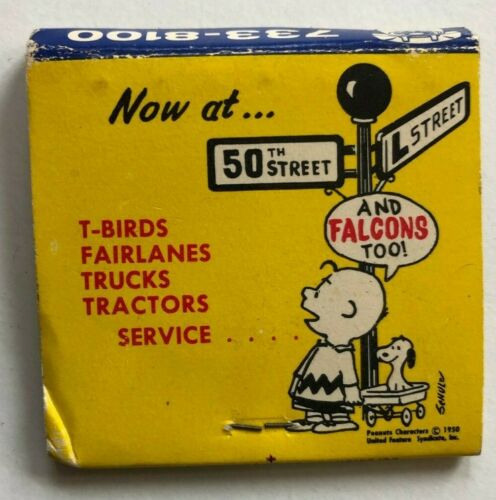 733-8100
Now at...
50TH STREET
L STREET
AND
FALCONS
TOO!
T-BIRDS
FAIRLANES
TRUCKS
TRACTORS
SERVICE . . . .
SCHULZ
Peanuts Characters © 1950
United Feature Syndicate, Inc.